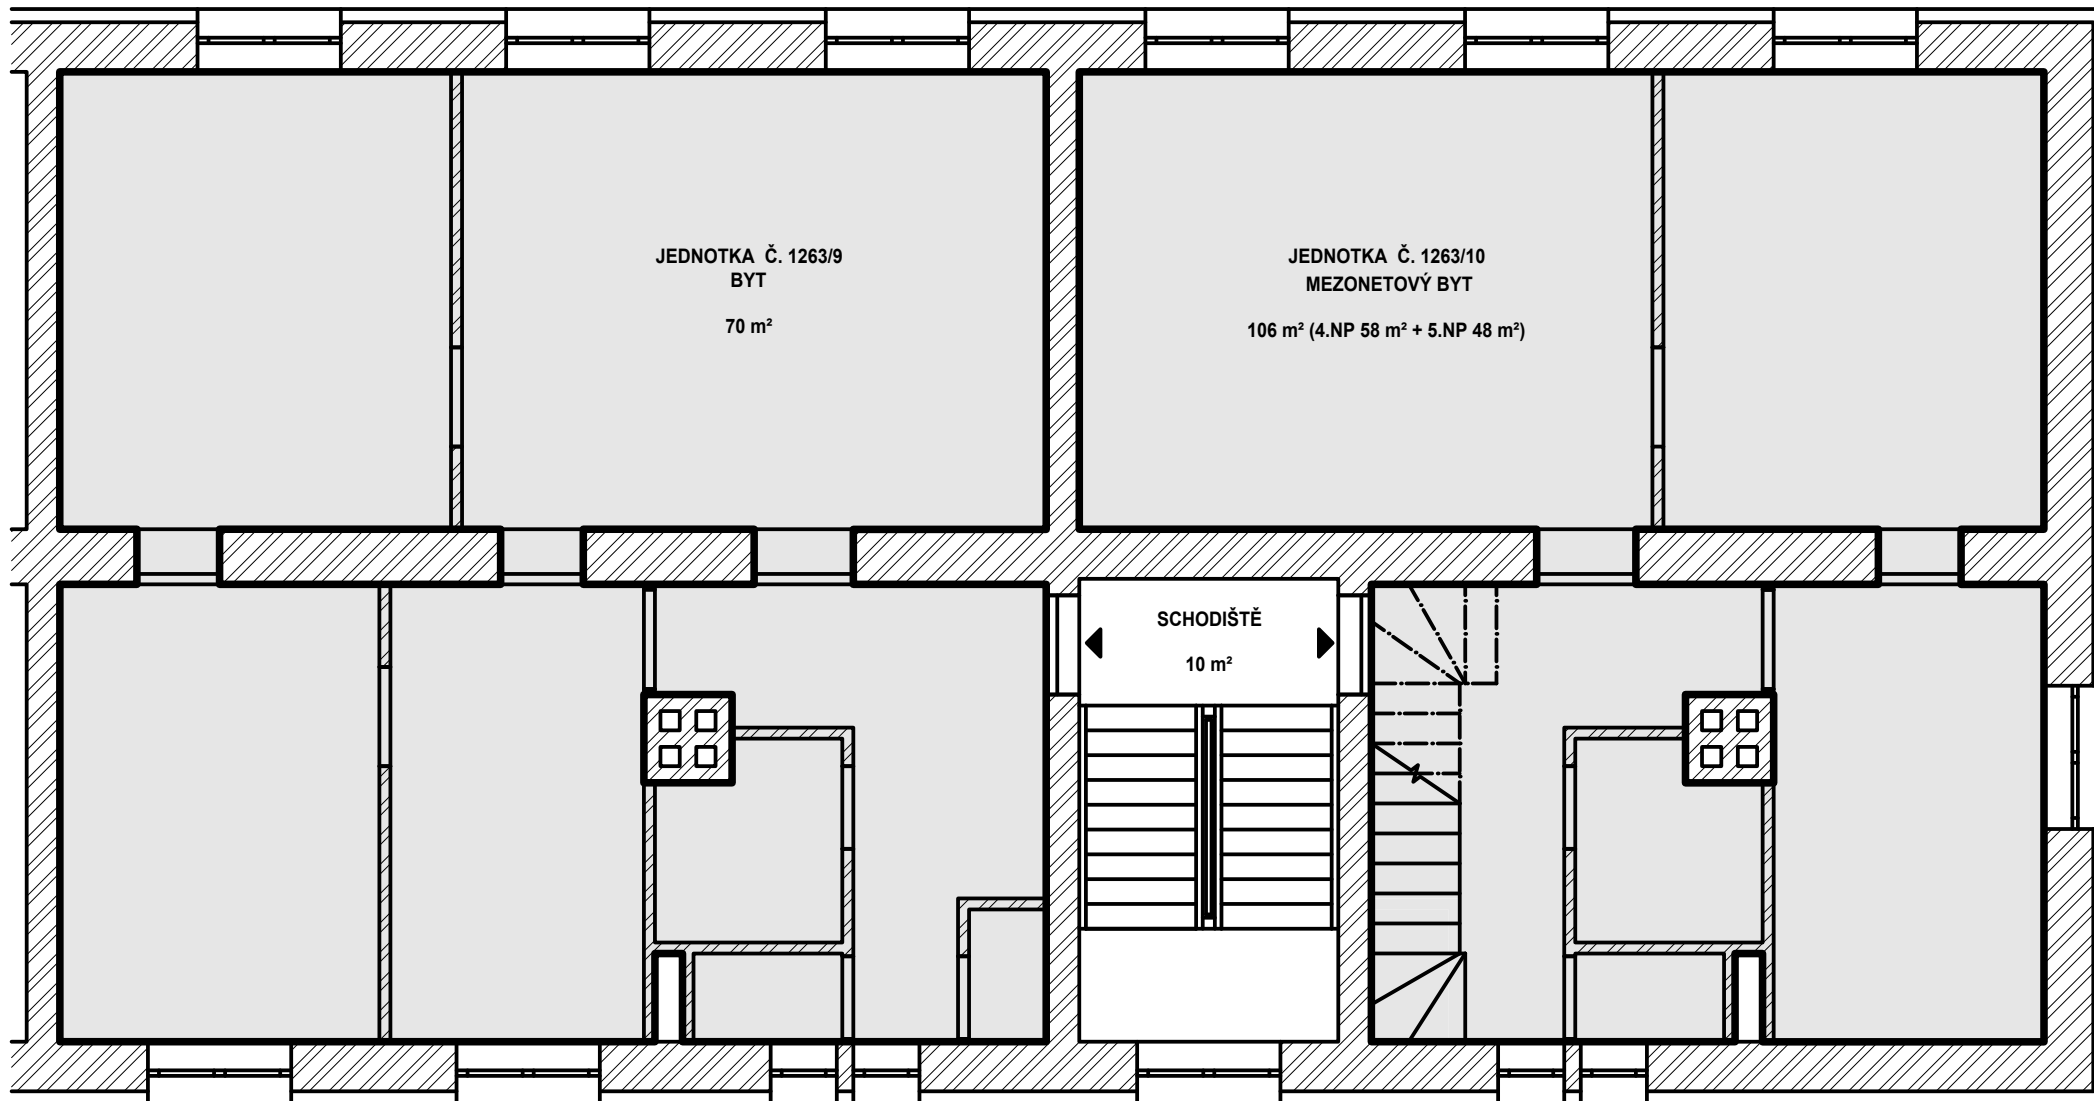 JEDNOTKA Č. 1263/9
BYT
70 m²
JEDNOTKA Č. 1263/10
MEZONETOVÝ BYT
106 m² (4.NP 58 m² + 5.NP 48 m²)
SCHODIŠTĚ
10 m²